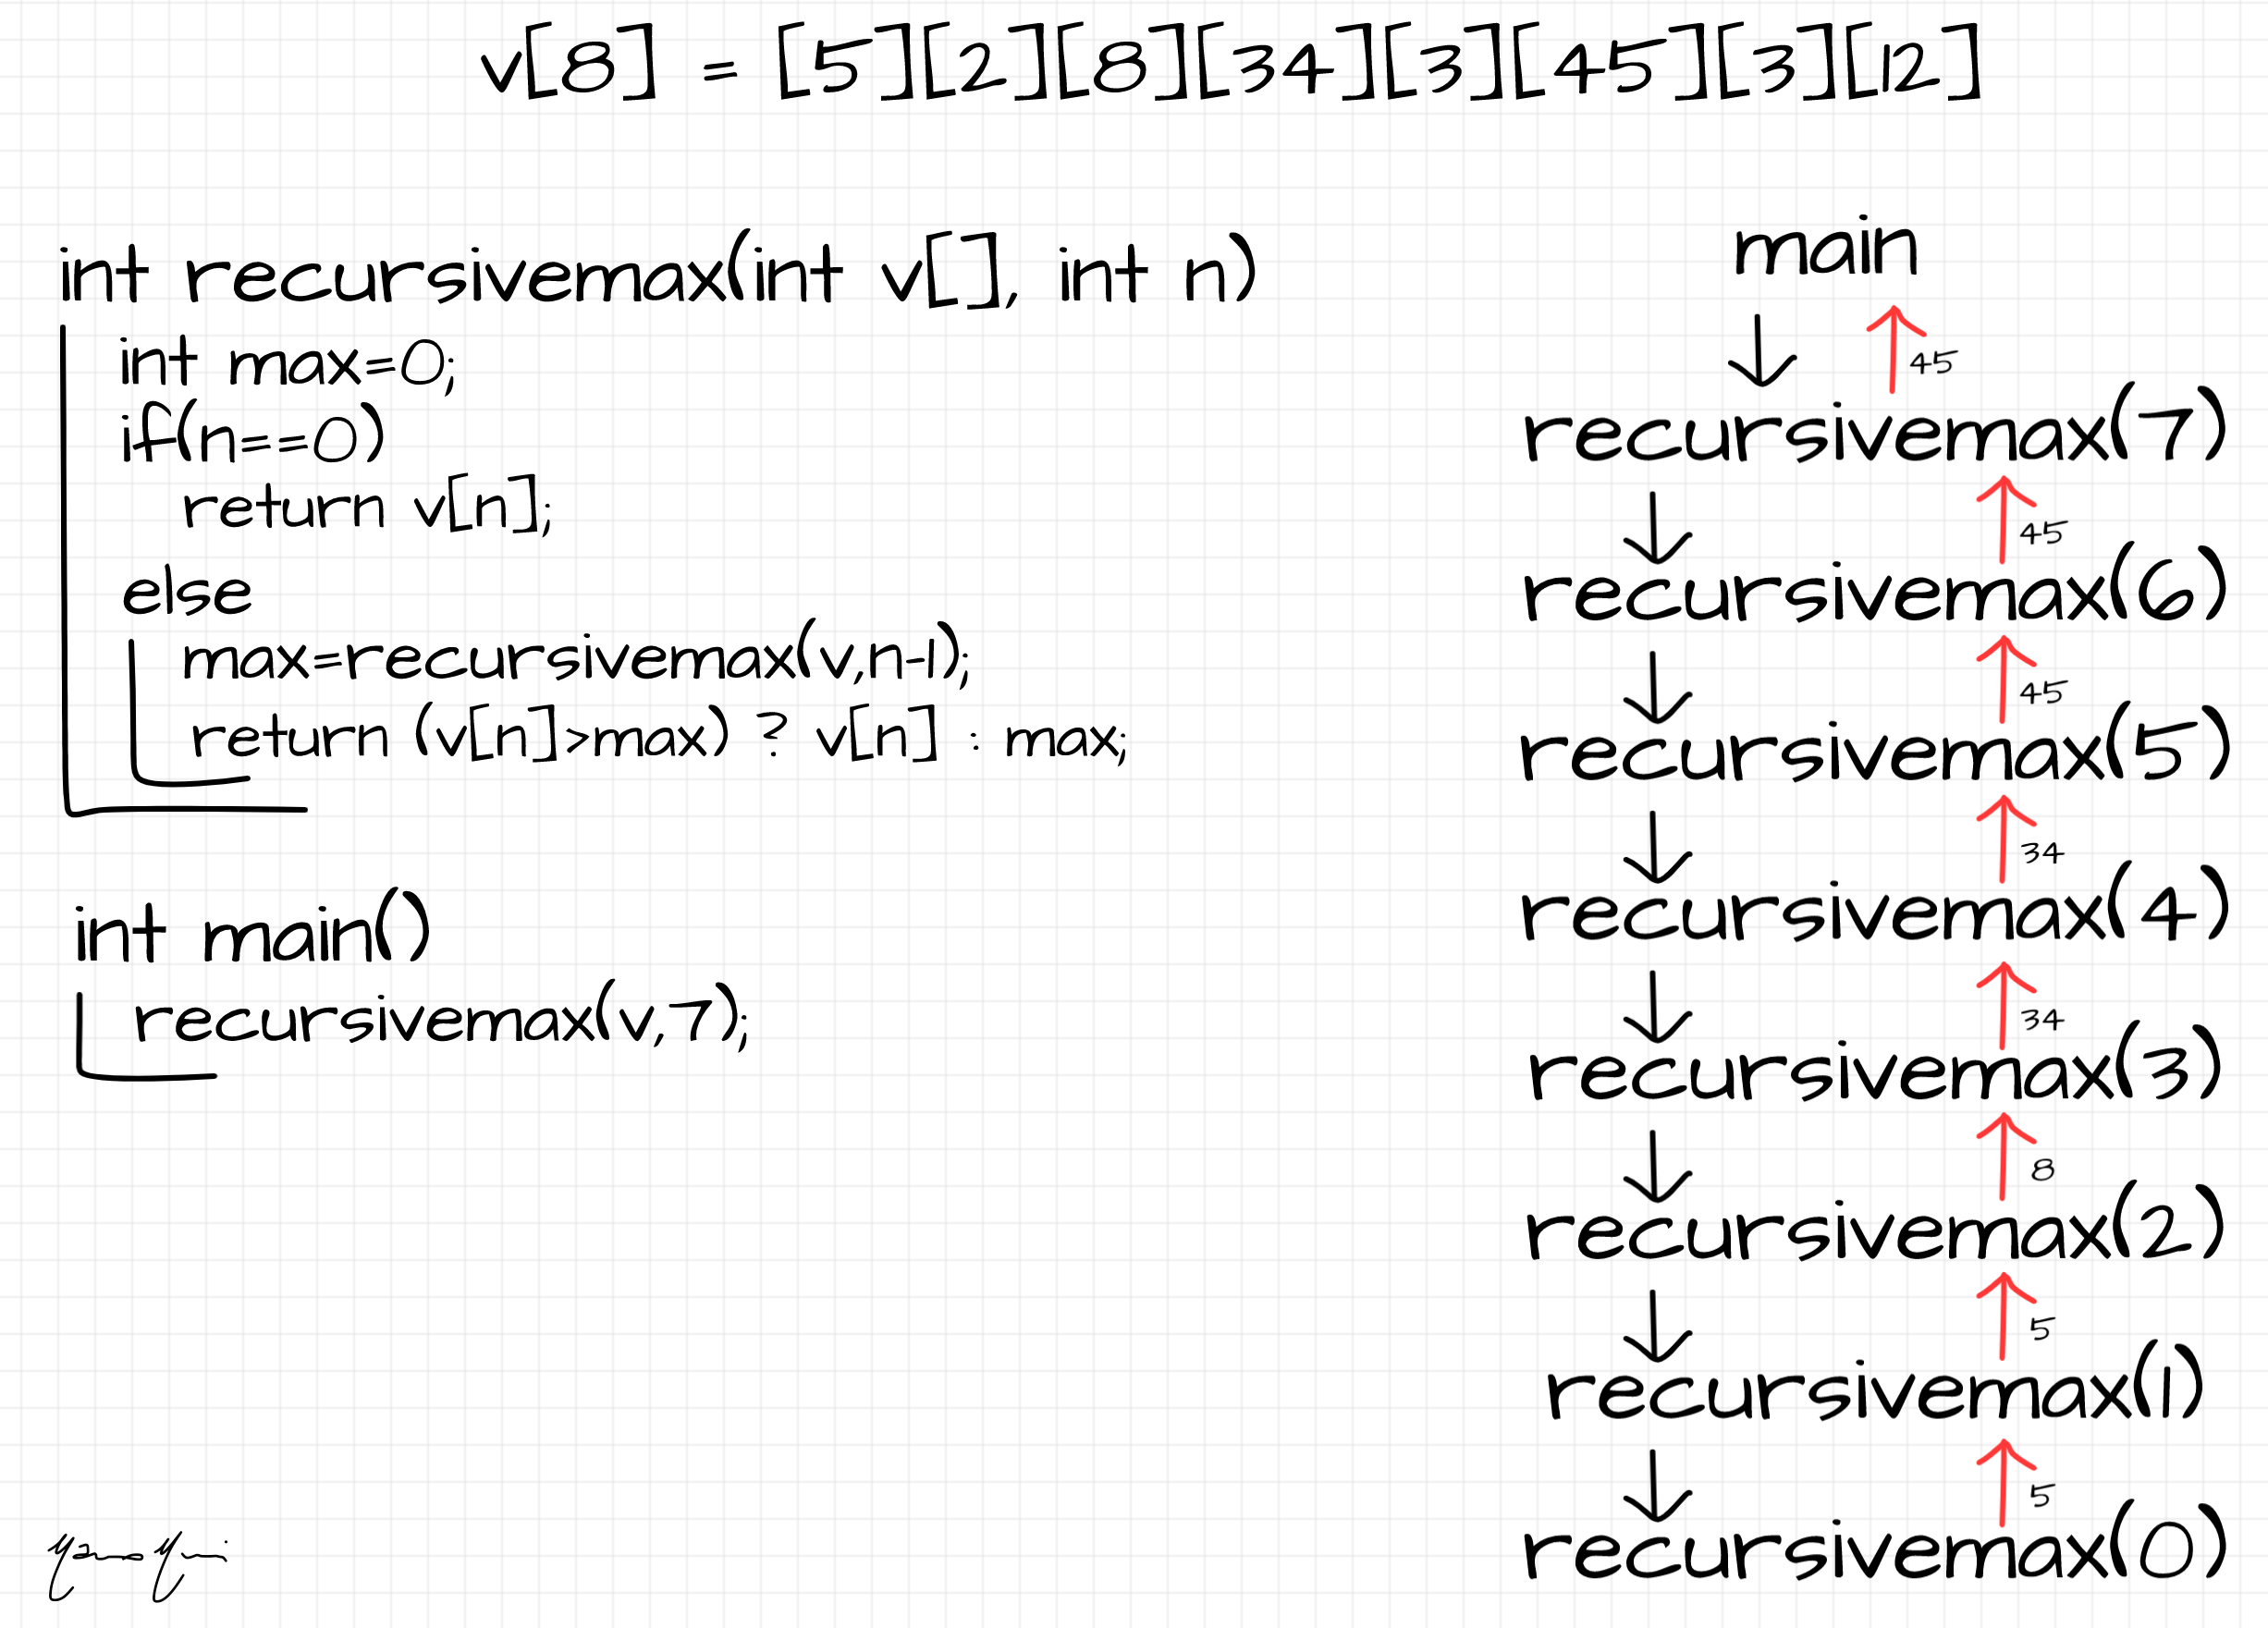 v[8] = [5][2][8][34][3][45][3][12]
int recursivemax(int v[], int n)
int max=0;
if(n==0)
return v[n];
else
max=recursivemax(v,n-1);
return (v[n]>max) ? v[n] : max;
int main()
recursivemax(v,7);
main
45
recursivemax(7)
45
recursivemax(6)
45
recursivemax(5)
34
recursivemax(4)
34
recursivemax(3)
8
recursivemax(2)
5
recursivemax(1)
5
recursivemax(0)